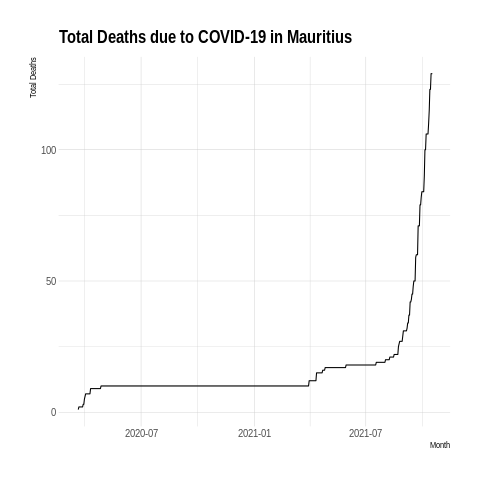 Total Deaths due to COVID-19 in Mauritius
Total Deaths
100
50
0
2020-07
2021-01
2021-07
Month